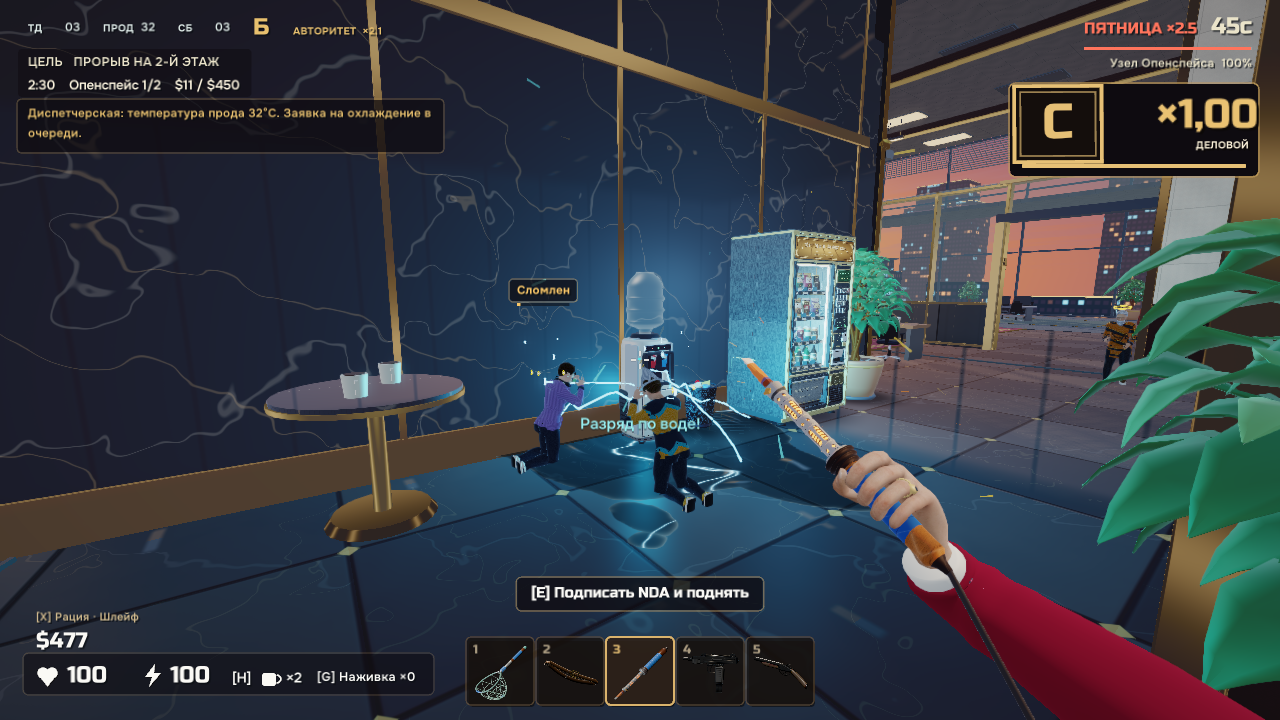 ТД 03 ПРОД 32 СБ 03 Б АВТОРИТЕТ ×2.1
ЦЕЛЬ ПРОРЫВ НА 2-Й ЭТАЖ
2:30 Опенспейс 1/2 $11 / $450
Диспетчерская: температура прода 32°C. Заявка на охлаждение в
очереди.
ПЯТНИЦА ×2.5 45с
Узел Опенспейса 100%
С ×1,00
ДЕЛОВОЙ
Сломлен
Разряд по воде!
[E] Подписать NDA и поднять
[X] Рация · Шлейф
$477
100 100 [H] ×2 [G] Наживка ×0
1 2 3 4 5